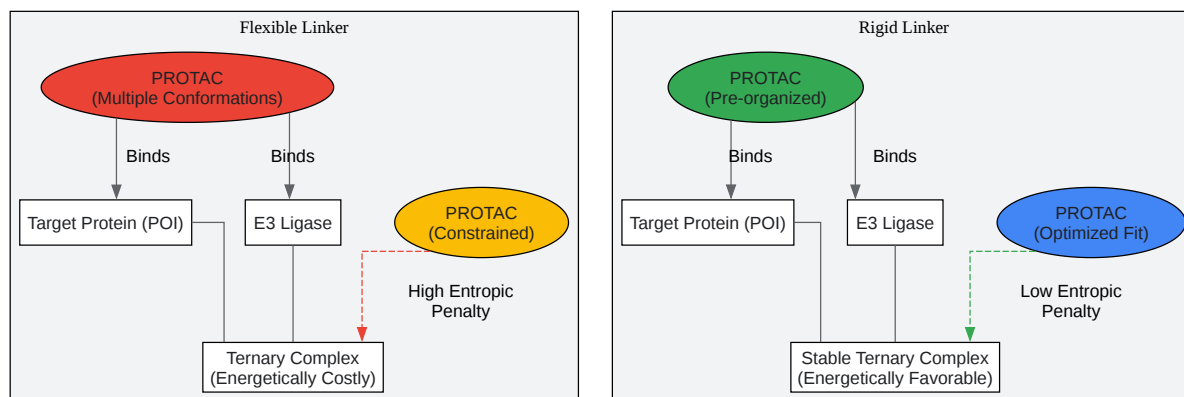 Flexible Linker
PROTAC
(Multiple Conformations)
Binds
Binds
Target Protein (POI)
E3 Ligase
PROTAC
(Constrained)
High Entropic
Penalty
Ternary Complex
(Energetically Costly)
Rigid Linker
PROTAC
(Pre-organized)
Binds
Binds
Target Protein (POI)
E3 Ligase
PROTAC
(Optimized Fit)
Low Entropic
Penalty
Stable Ternary Complex
(Energetically Favorable)